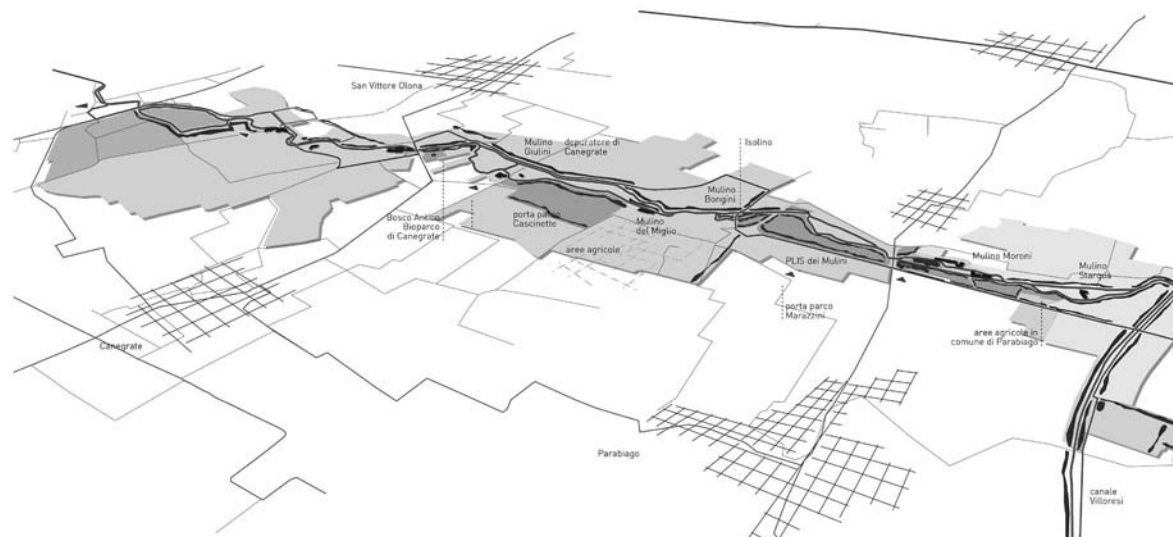 San Vittore Olona
Mulino
Giulini
depuratore di
Canegrate
Isolino
Mulino
Bongini
Bosco Antico
Bioparco
di Canegrate
porta parco
Cascinette
Mulino
del Miglio
aree agricole
PLIS dei Mulini
Mulino Moroni
Mulino
Starqua
porta parco
Marazzini
aree agricole in
comune di Parabiago
Canegrate
Parabiago
canale
Villoresi